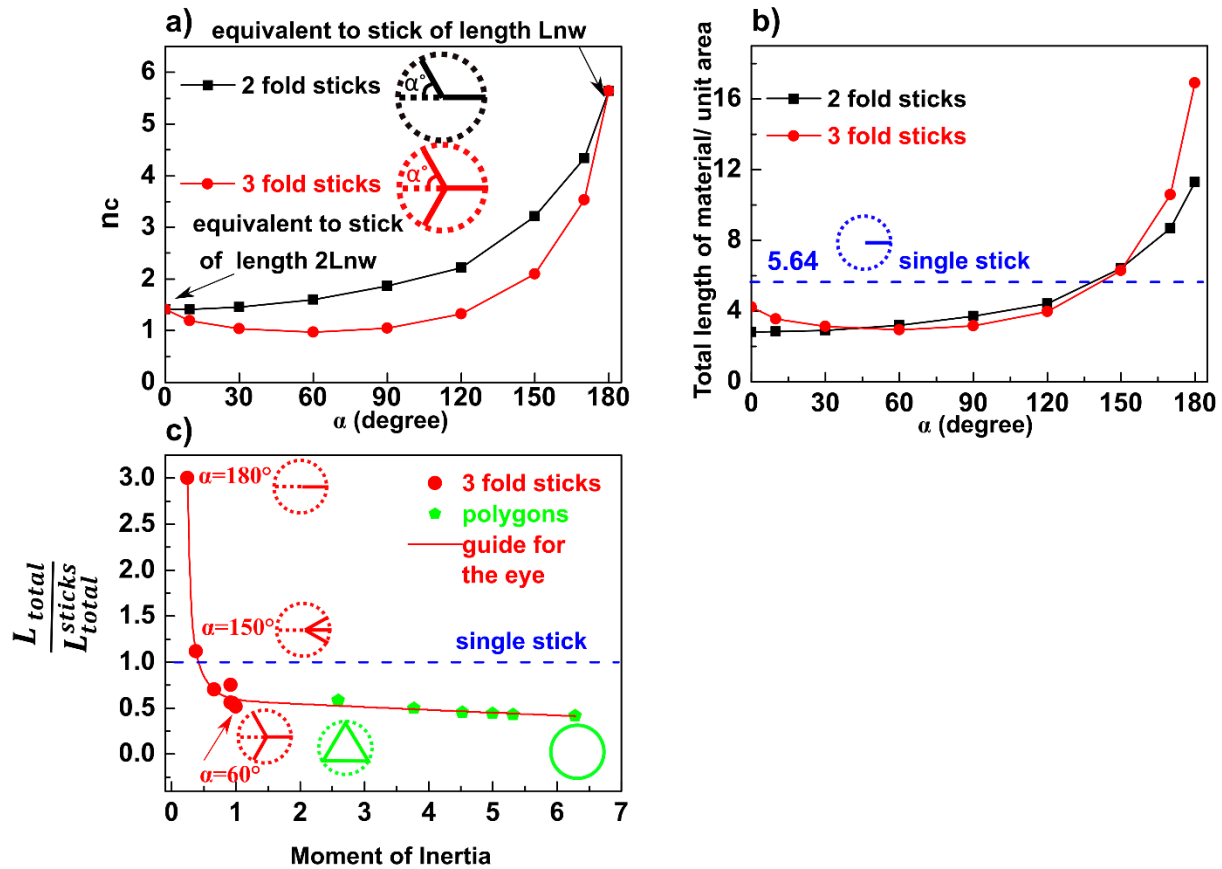 a)
equivalent to stick of length Lnw
2 fold sticks
α°
3 fold sticks
α°
equivalent to stick
of length 2Lnw
nc
6
5
4
3
2
1
0
0 30 60 90 120 150 180
α (degree)
b)
2 fold sticks
3 fold sticks
5.64
single stick
Total length of material/ unit area
16
12
8
4
0
0 30 60 90 120 150 180
α (degree)
c)
α=180°
3 fold sticks
polygons
guide for
the eye
α=150°
single stick
α=60°
L total
L sticks total
3.0
2.5
2.0
1.5
1.0
0.5
0.0
0 1 2 3 4 5 6 7
Moment of Inertia